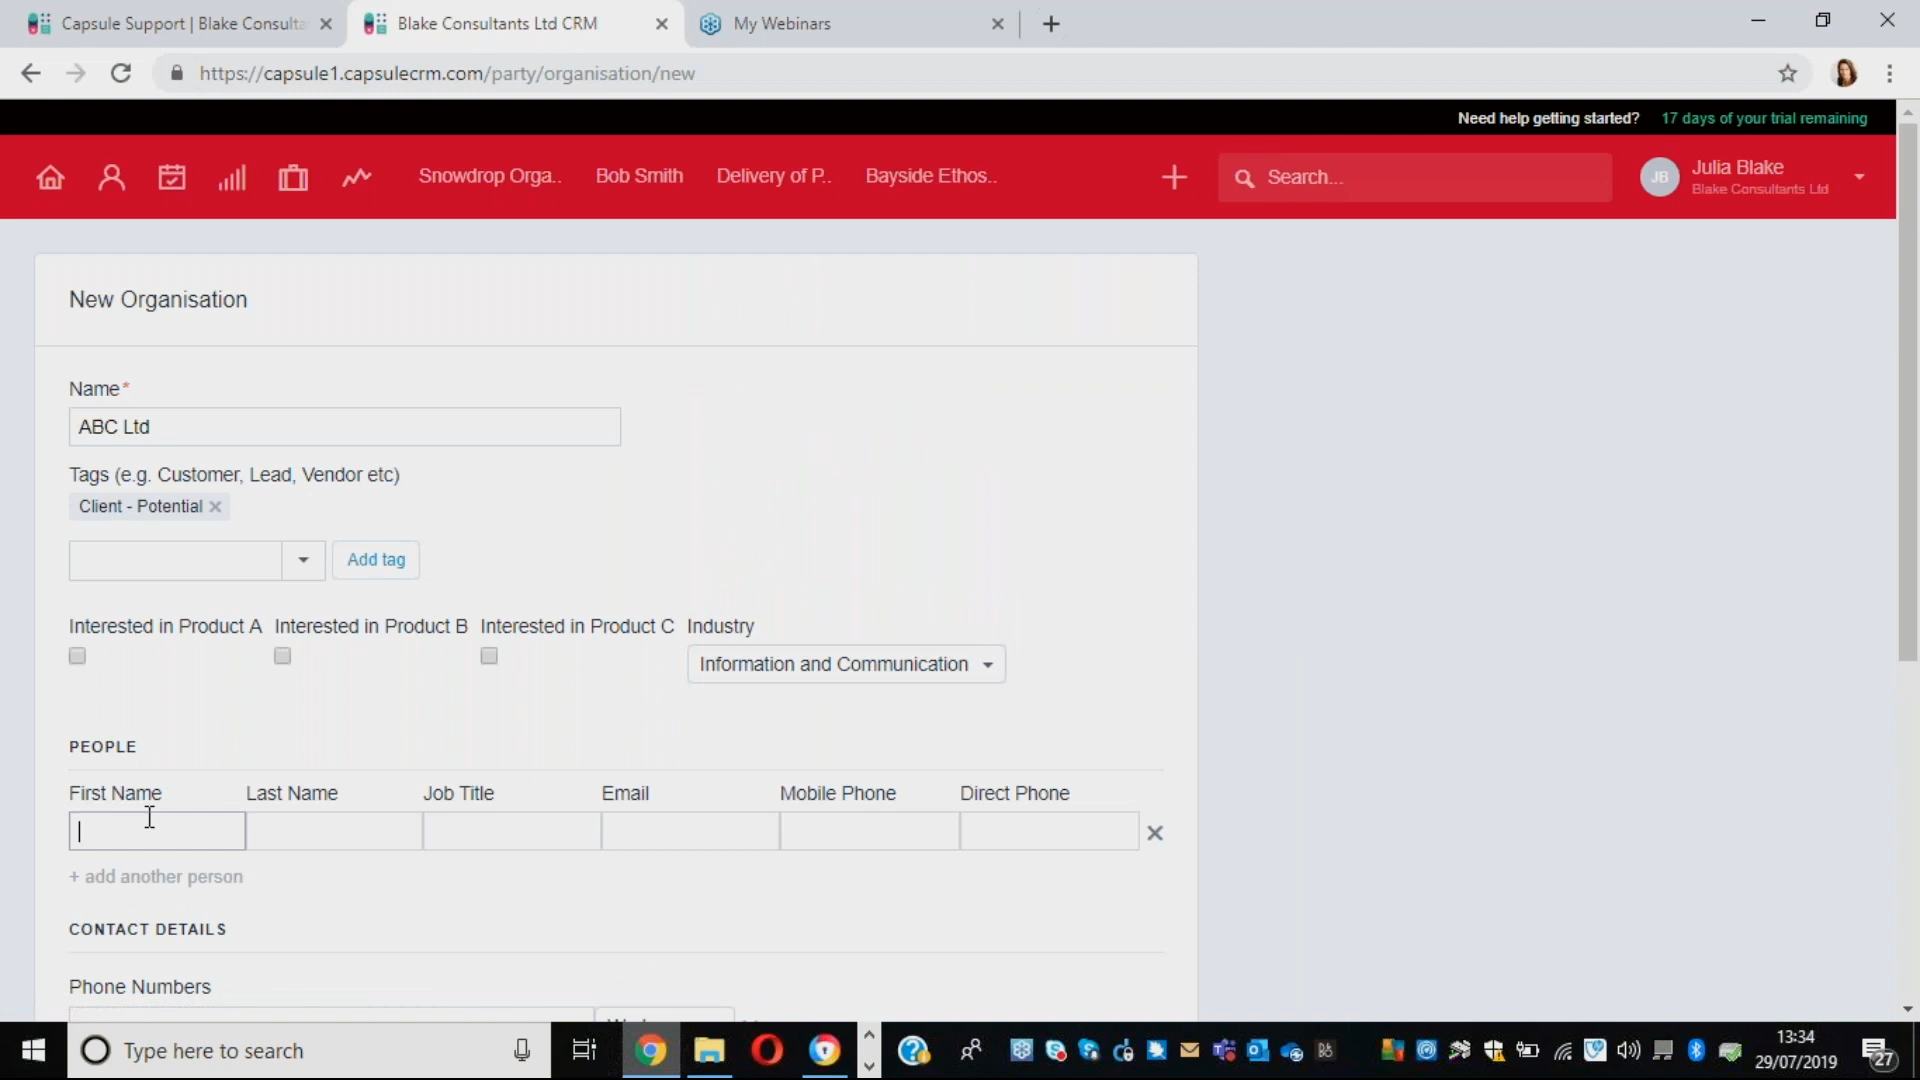 Capsule Support | Blake Consulta
Blake Consultants Ltd CRM
My Webinars
https://capsule1.capsulecrm.com/party/organisation/new
Need help getting started? 17 days of your trial remaining
Snowdrop Orga.. Bob Smith Delivery of P.. Bayside Ethos..
Search...
JB
Julia Blake
Blake Consultants Ltd
New Organisation
Name*
ABC Ltd
Tags (e.g. Customer, Lead, Vendor etc)
Client - Potential
Add tag
Interested in Product A Interested in Product B Interested in Product C Industry
Information and Communication
PEOPLE
First Name Last Name Job Title Email Mobile Phone Direct Phone
+ add another person
CONTACT DETAILS
Phone Numbers
Type here to search
13:34
29/07/2019
27